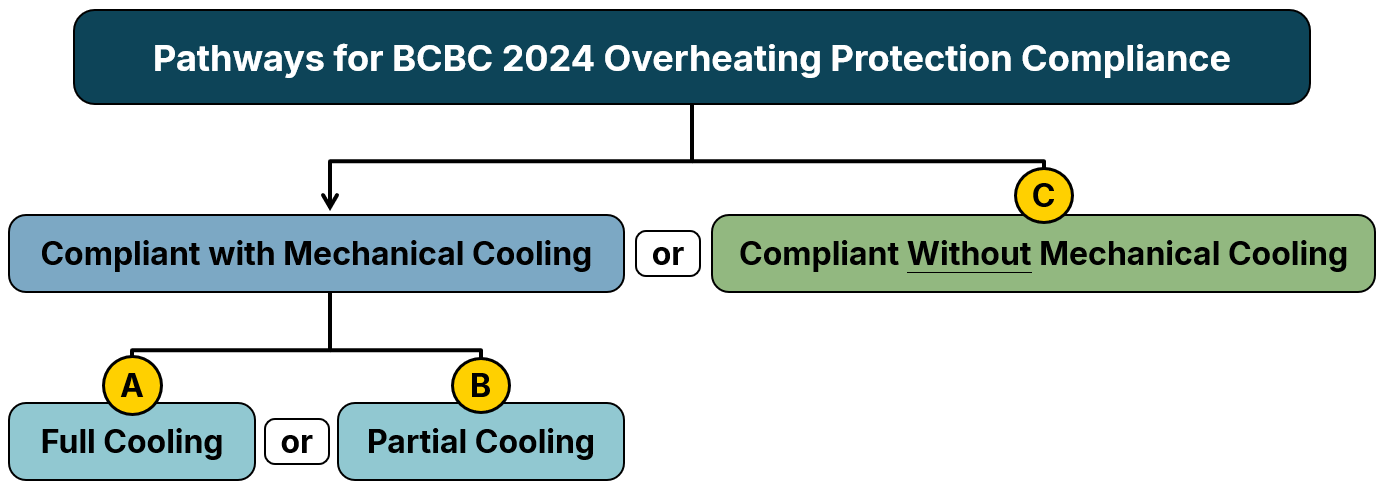 Pathways for BCBC 2024 Overheating Protection Compliance
C
Compliant with Mechanical Cooling
or
Compliant Without Mechanical Cooling
A
B
Full Cooling
or
Partial Cooling